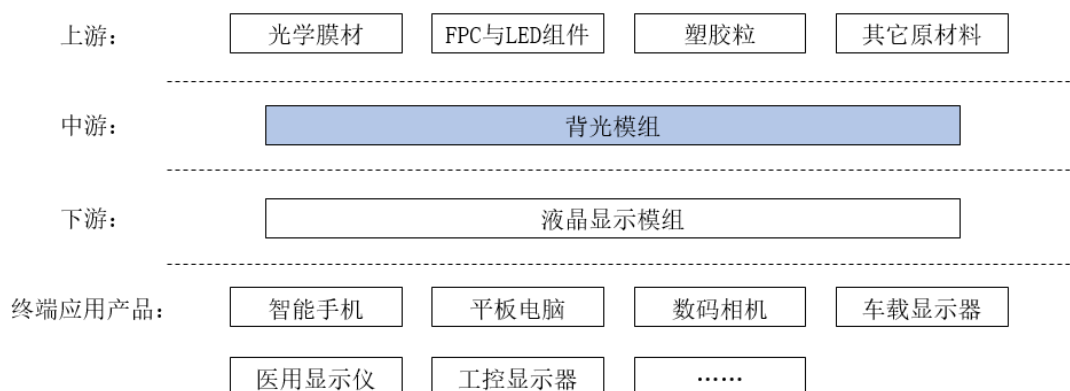 上游： 光学膜材 FPC与LED组件 塑胶粒 其它原材料
中游： 背光模组
下游： 液晶显示模组
终端应用产品： 智能手机 平板电脑 数码相机 车载显示器
医用显示仪 工控显示器 ……